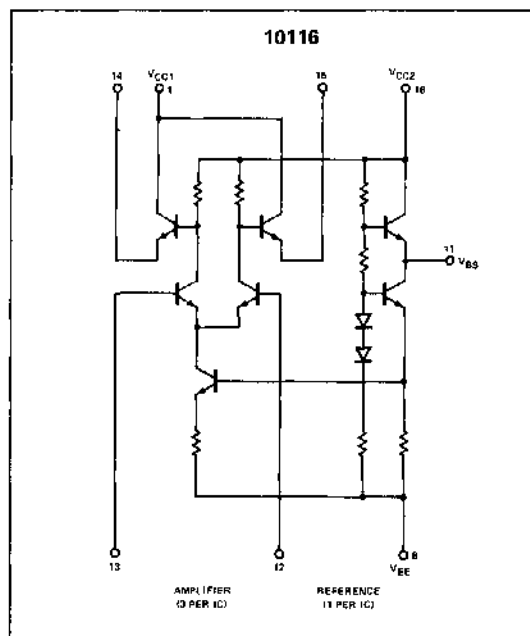 10116
14
VCC1
1
15
VCC2
16
11
VBS
13
12
8
VEE
AMPLIFIER
(3 PER IC)
REFERENCE
(1 PER IC)